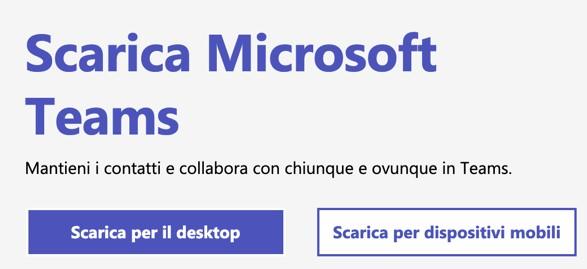 Scarica Microsoft
Teams
Mantieni i contatti e collabora con chiunque e ovunque in Teams.
Scarica per il desktop
Scarica per dispositivi mobili